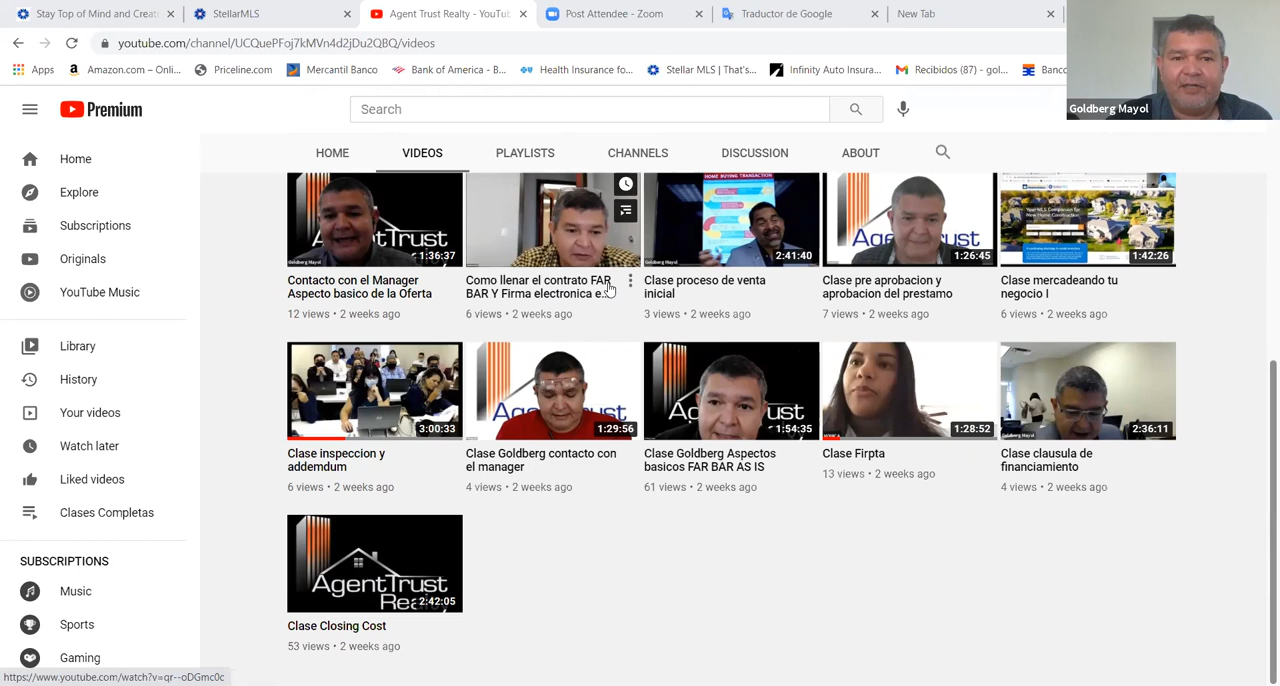 Stay Top of Mind and Creat
StellarMLS
Agent Trust Realty - YouTu
Post Attendee - Zoom
Traductor de Google
New Tab
youtube.com/channel/UCQuePFoj7kMVn4d2jDu2QBQ/videos
Apps
Amazon.com – Onli...
Priceline.com
Mercantil Banco
Bank of America - B...
Health Insurance fo...
Stellar MLS | That's...
Infinity Auto Insura...
Recibidos (87) - gol...
Banco
Goldberg Mayol
Premium
Search
HOME
VIDEOS
PLAYLISTS
CHANNELS
DISCUSSION
ABOUT
Home
Explore
Subscriptions
Originals
YouTube Music
Library
History
Your videos
Watch later
Liked videos
Clases Completas
SUBSCRIPTIONS
Music
Sports
Gaming
AgentTrust
1:36:37
Contacto con el Manager
Aspecto basico de la Oferta
12 views • 2 weeks ago
Como llenar el contrato FAR
BAR Y Firma electronica e...
6 views • 2 weeks ago
HOME BUYING TRANSACTION
2:41:40
Clase proceso de venta
inicial
3 views • 2 weeks ago
1:26:45
Clase pre aprobacion y
aprobacion del prestamo
7 views • 2 weeks ago
1:42:26
Clase mercadeando tu
negocio I
6 views • 2 weeks ago
3:00:33
Clase inspeccion y
addemdum
6 views • 2 weeks ago
1:29:56
Clase Goldberg contacto con
el manager
4 views • 2 weeks ago
1:54:35
Clase Goldberg Aspectos
basicos FAR BAR AS IS
61 views • 2 weeks ago
1:28:52
Clase Firpta
13 views • 2 weeks ago
2:36:11
Clase clausula de
financiamiento
4 views • 2 weeks ago
AgentTrust
2:42:05
Clase Closing Cost
53 views • 2 weeks ago
https://www.youtube.com/watch?v=qr--oDGmc0c